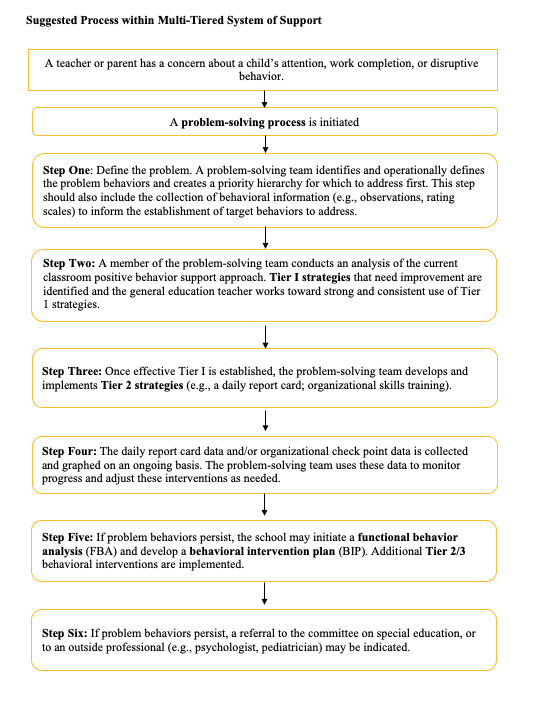 Suggested Process within Multi-Tiered System of Support
A teacher or parent has a concern about a child's attention, work completion, or disruptive
behavior.
A problem-solving process is initiated
Step One: Define the problem. A problem-solving team identifies and operationally defines
the problem behaviors and creates a priority hierarchy for which to address first. This step
should also include the collection of behavioral information (e.g., observations, rating
scales) to inform the establishment of target behaviors to address.
Step Two: A member of the problem-solving team conducts an analysis of the current
classroom positive behavior support approach. Tier I strategies that need improvement are
identified and the general education teacher works toward strong and consistent use of Tier
1 strategies.
Step Three: Once effective Tier I is established, the problem-solving team develops and
implements Tier 2 strategies (e.g., a daily report card; organizational skills training).
Step Four: The daily report card data and/or organizational check point data is collected
and graphed on an ongoing basis. The problem-solving team uses these data to monitor
progress and adjust these interventions as needed.
Step Five: If problem behaviors persist, the school may initiate a functional behavior
analysis (FBA) and develop a behavioral intervention plan (BIP). Additional Tier 2/3
behavioral interventions are implemented.
Step Six: If problem behaviors persist, a referral to the committee on special education, or
to an outside professional (e.g., psychologist, pediatrician) may be indicated.